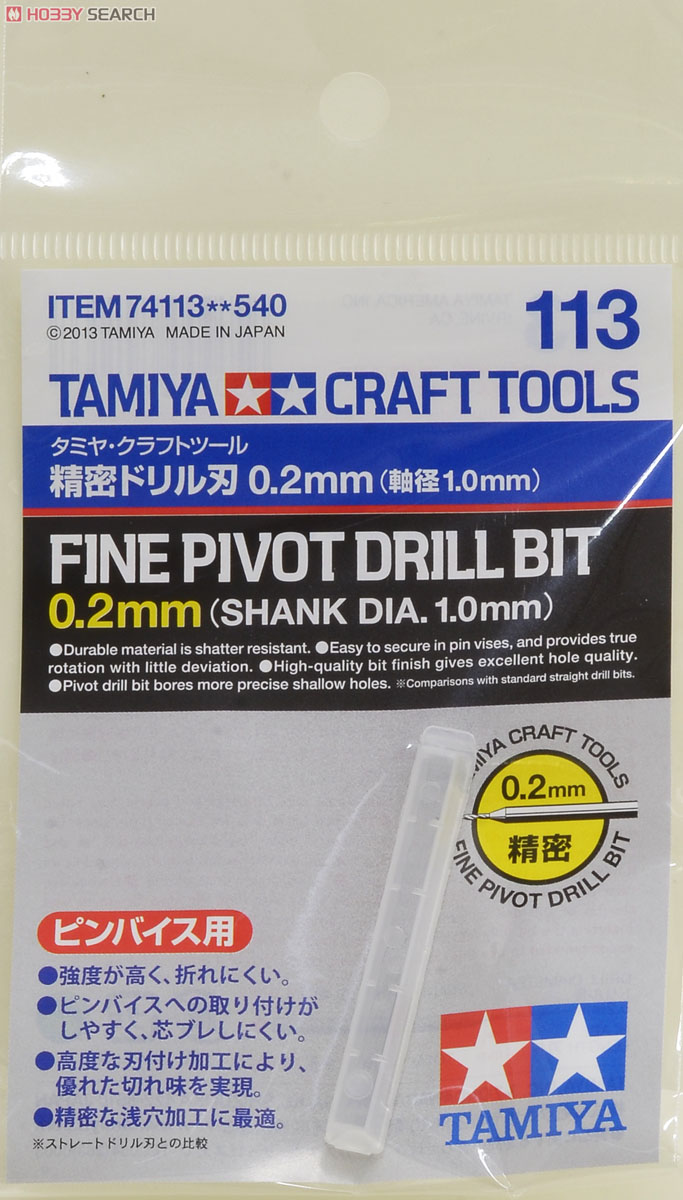 HOBBY SEARCH
TAMIYA AMERICA, INC.
IRVINE, CA
ITEM 74113**540
113
©2013 TAMIYA MADE IN JAPAN
TAMIYA CRAFT TOOLS
タミヤ・クラフトツール
精密ドリル刃 0.2mm(軸径1.0mm)
FINE PIVOT DRILL BIT
0.2mm (SHANK DIA. 1.0mm)
●Durable material is shatter resistant. ●Easy to secure in pin vises, and provides true
rotation with little deviation. ●High-quality bit finish gives excellent hole quality.
●Pivot drill bit bores more precise shallow holes. ※Comparisons with standard straight drill bits.
MIYA CRAFT TOOLS
0.2mm
精密
FINE PIVOT DRILL BIT
ピンバイス用
●強度が高く、折れにくい。
●ピンバイスへの取り付けが
しやすく、芯ブレしにくい。
●高度な刃付け加工により、
優れた切れ味を実現。
●精密な浅穴加工に最適。
※ストレートドリル刃との比較
TAMIYA